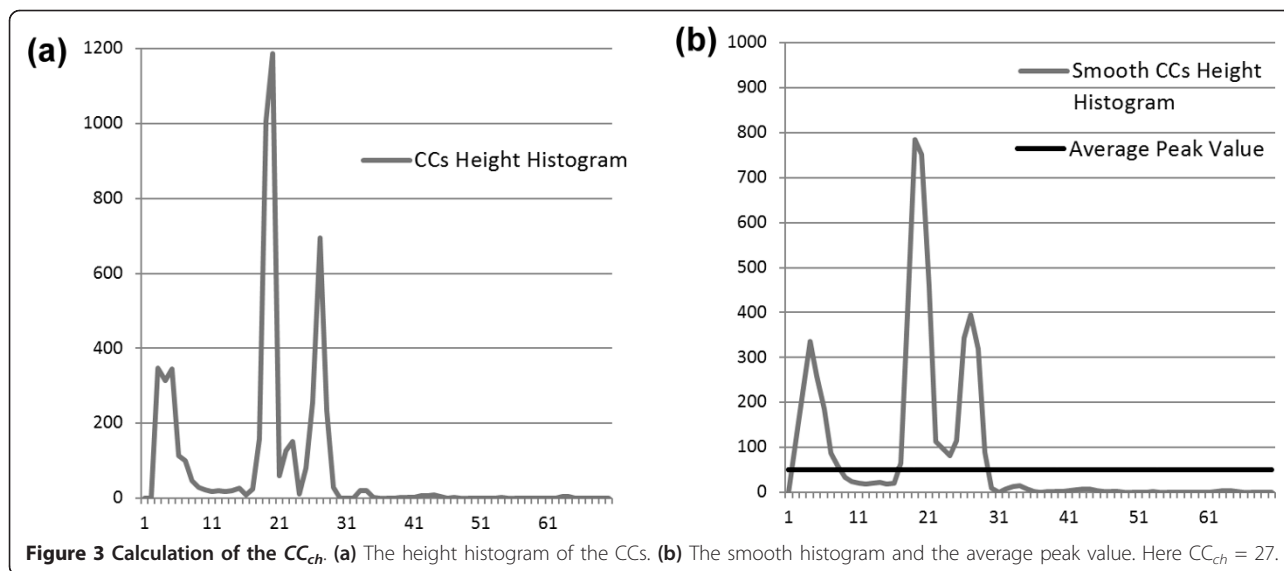 (a)
1200
1000
800
600
400
200
0
1 11 21 31 41 51 61
CCs Height Histogram
(b)
1000
900
800
700
600
500
400
300
200
100
0
1 11 21 31 41 51 61
Smooth CCs Height
Histogram
Average Peak Value
Figure 3 Calculation of the CCch. (a) The height histogram of the CCs. (b) The smooth histogram and the average peak value. Here CCch = 27.